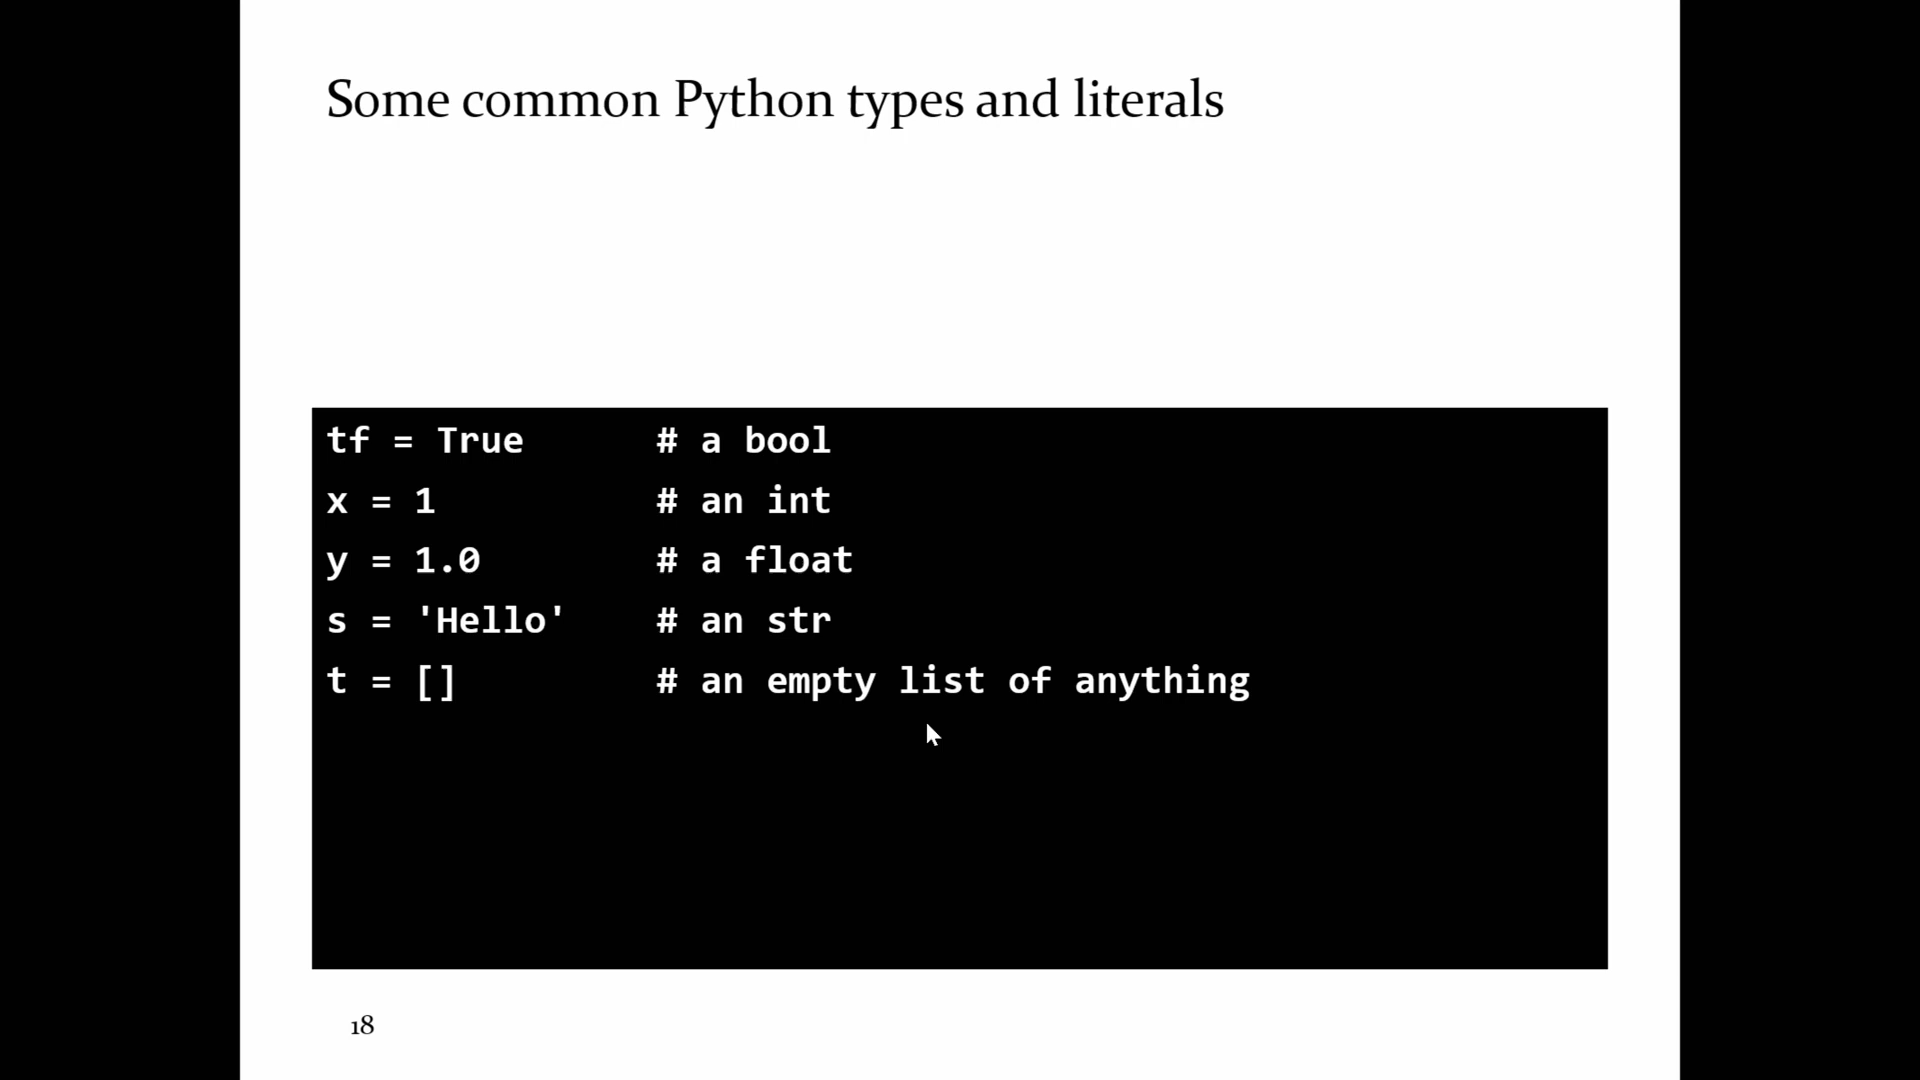 Some common Python types and literals
tf = True      # a bool
x = 1          # an int
y = 1.0        # a float
s = 'Hello'    # an str
t = []         # an empty list of anything
18